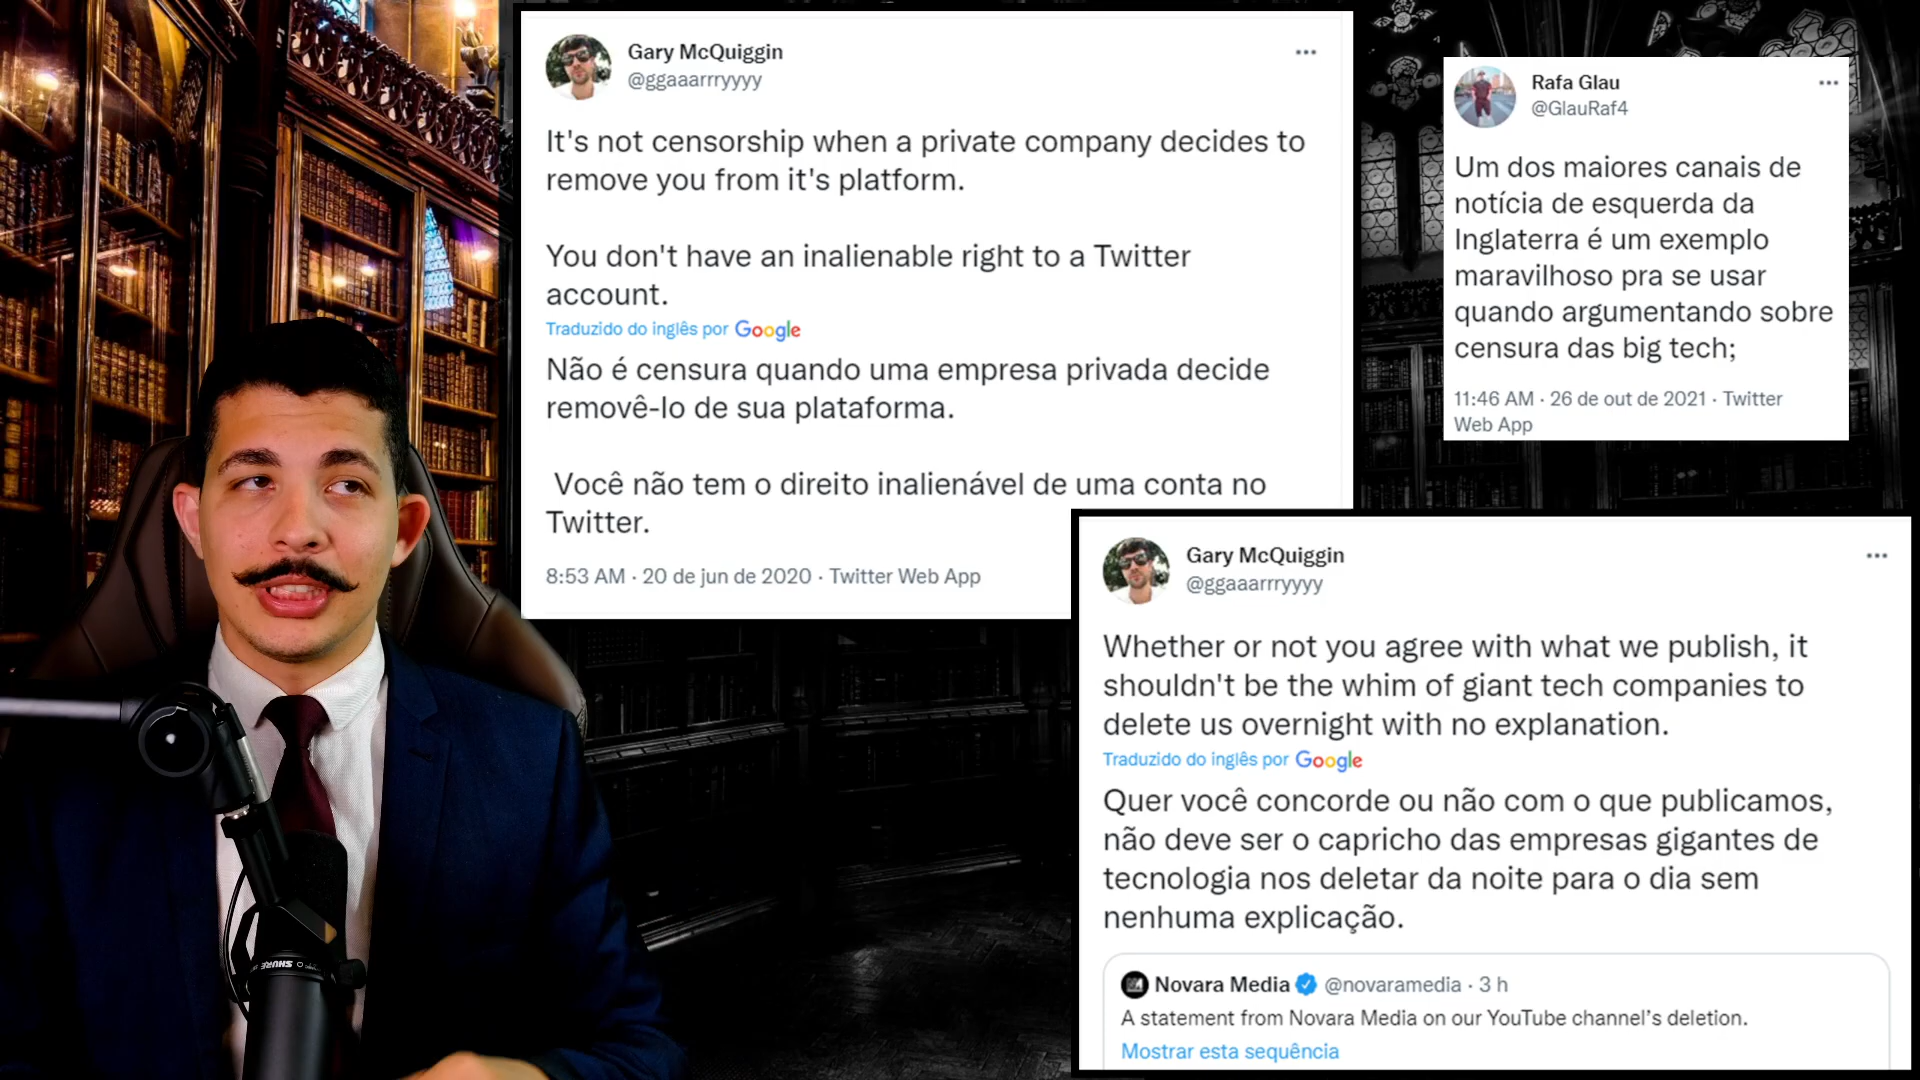 Gary McQuiggin
@ggaaarrryyyy
It's not censorship when a private company decides to
remove you from it's platform.
You don't have an inalienable right to a Twitter
account.
Traduzido do inglês por Google
Não é censura quando uma empresa privada decide
removê-lo de sua plataforma.
Você não tem o direito inalienável de uma conta no
Twitter.
8:53 AM · 20 de jun de 2020 · Twitter Web App
Rafa Glau
@GlauRaf4
Um dos maiores canais de
notícia de esquerda da
Inglaterra é um exemplo
maravilhoso pra se usar
quando argumentando sobre
censura das big tech;
11:46 AM · 26 de out de 2021 · Twitter
Web App
Gary McQuiggin
@ggaaarrryyyy
Whether or not you agree with what we publish, it
shouldn't be the whim of giant tech companies to
delete us overnight with no explanation.
Traduzido do inglês por Google
Quer você concorde ou não com o que publicamos,
não deve ser o capricho das empresas gigantes de
tecnologia nos deletar da noite para o dia sem
nenhuma explicação.
Novara Media @novaramedia · 3 h
A statement from Novara Media on our YouTube channel's deletion.
Mostrar esta sequência
SHURE